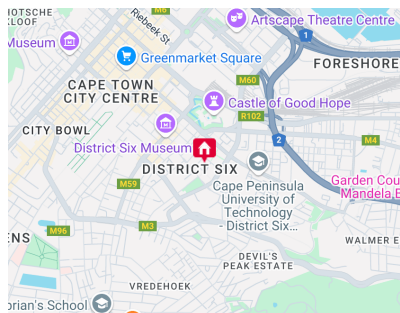 HOTSCHE
KLOOF
M6
Riebeek St
Artscape Theatre Centre
Museum
1
Greenmarket Square
FORESHORE
M60
CAPE TOWN
CITY CENTRE
Castle of Good Hope
R102
CITY BOWL
2
M4
District Six Museum
DISTRICT SIX
M59
Cape Peninsula
University of
Technology
- District Six...
Garden Cou
Mandela B
M3
M96
ENS
WALMER E
DEVIL'S
PEAK ESTATE
VREDEHOEK
orian's School